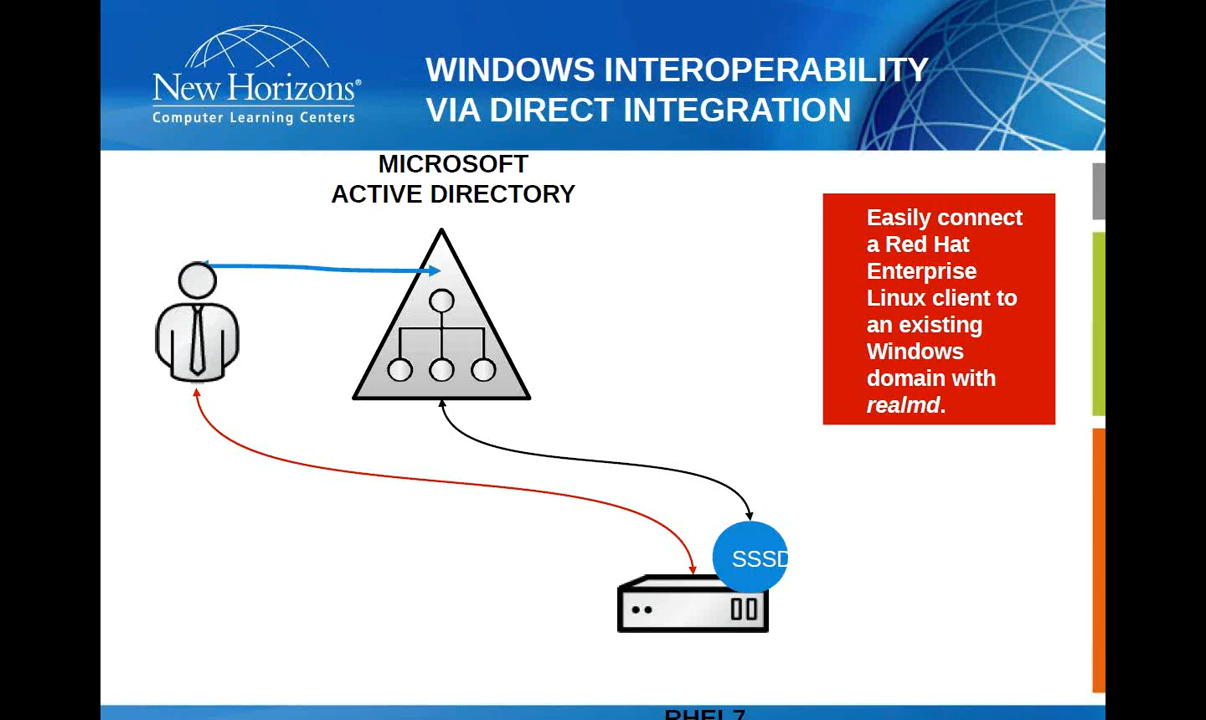 New Horizons®
Computer Learning Centers
WINDOWS INTEROPERABILITY
VIA DIRECT INTEGRATION
MICROSOFT
ACTIVE DIRECTORY
Easily connect
a Red Hat
Enterprise
Linux client to
an existing
Windows
domain with
realmd.
SSSD
RHEL7